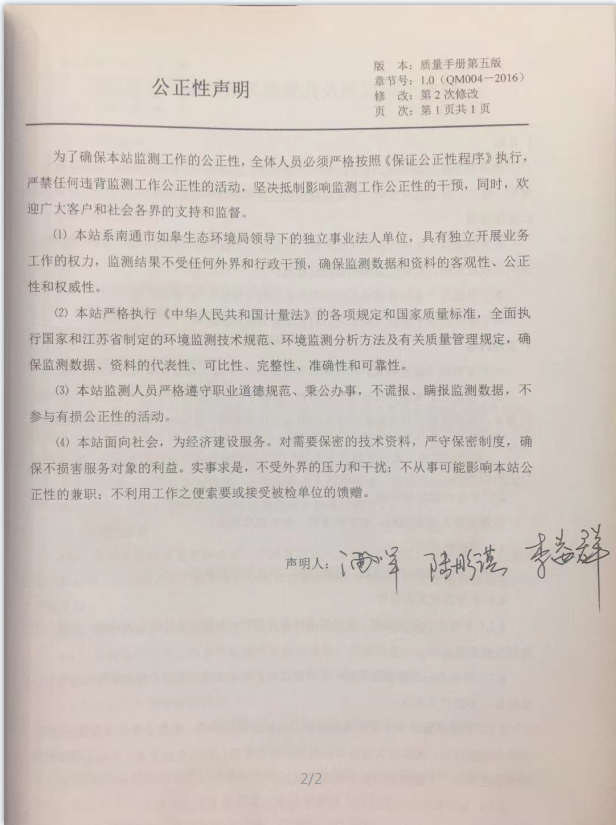 公正性声明
版　本：质量手册第五版
章节号：1.0（QM004—2016）
修　改：第2次修改
页　次：第1页共1页
为了确保本站监测工作的公正性，全体人员必须严格按照《保证公正性程序》执行，
严禁任何违背监测工作公正性的活动，坚决抵制影响监测工作公正性的干预，同时，欢
迎广大客户和社会各界的支持和监督。
⑴ 本站系南通市如皋生态环境局领导下的独立事业法人单位，具有独立开展业务
工作的权力，监测结果不受任何外界和行政干预，确保监测数据和资料的客观性、公正
性和权威性。
⑵ 本站严格执行《中华人民共和国计量法》的各项规定和国家质量标准，全面执
行国家和江苏省制定的环境监测技术规范、环境监测分析方法及有关质量管理规定，确
保监测数据、资料的代表性、可比性、完整性、准确性和可靠性。
⑶ 本站监测人员严格遵守职业道德规范、秉公办事，不谎报、瞒报监测数据，不
参与有损公正性的活动。
⑷ 本站面向社会，为经济建设服务。对需要保密的技术资料，严守保密制度，确
保不损害服务对象的利益。实事求是，不受外界的压力和干扰；不从事可能影响本站公
正性的兼职；不利用工作之便索要或接受被检单位的馈赠。
声明人：
2/2